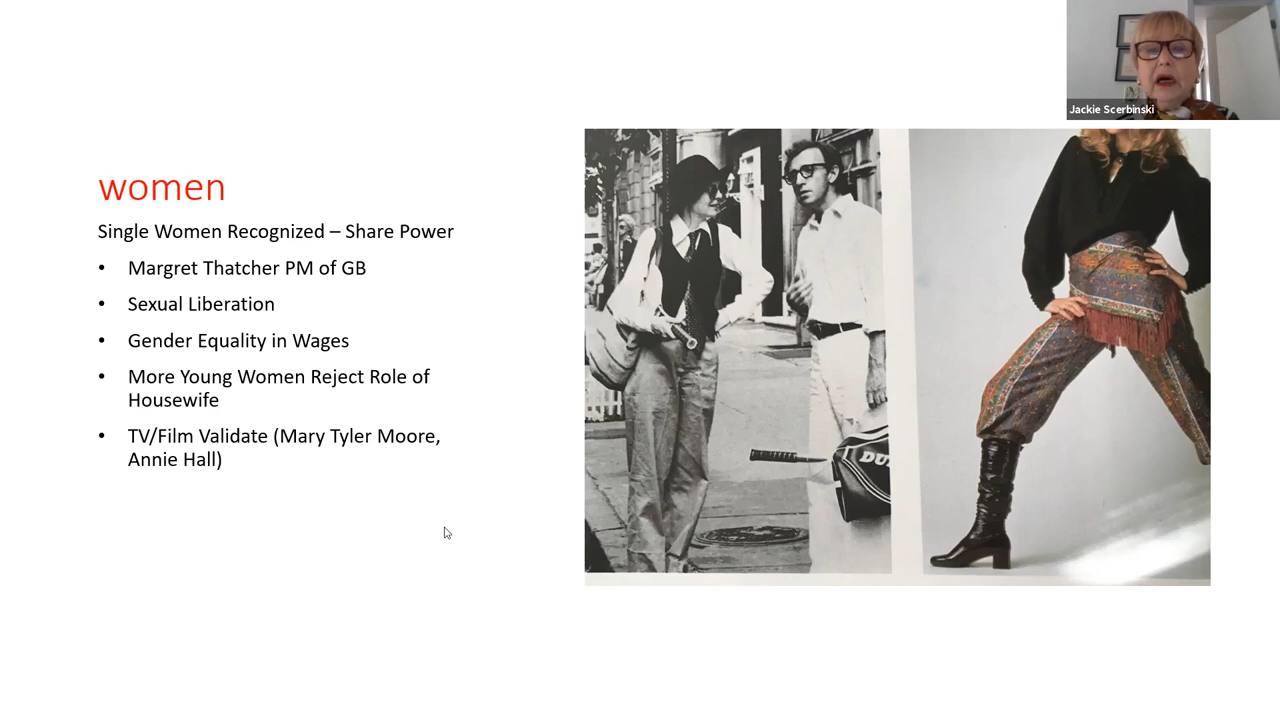 Jackie Scerbinski
women
Single Women Recognized – Share Power
• Margret Thatcher PM of GB
• Sexual Liberation
• Gender Equality in Wages
• More Young Women Reject Role of
Housewife
• TV/Film Validate (Mary Tyler Moore,
Annie Hall)
DU